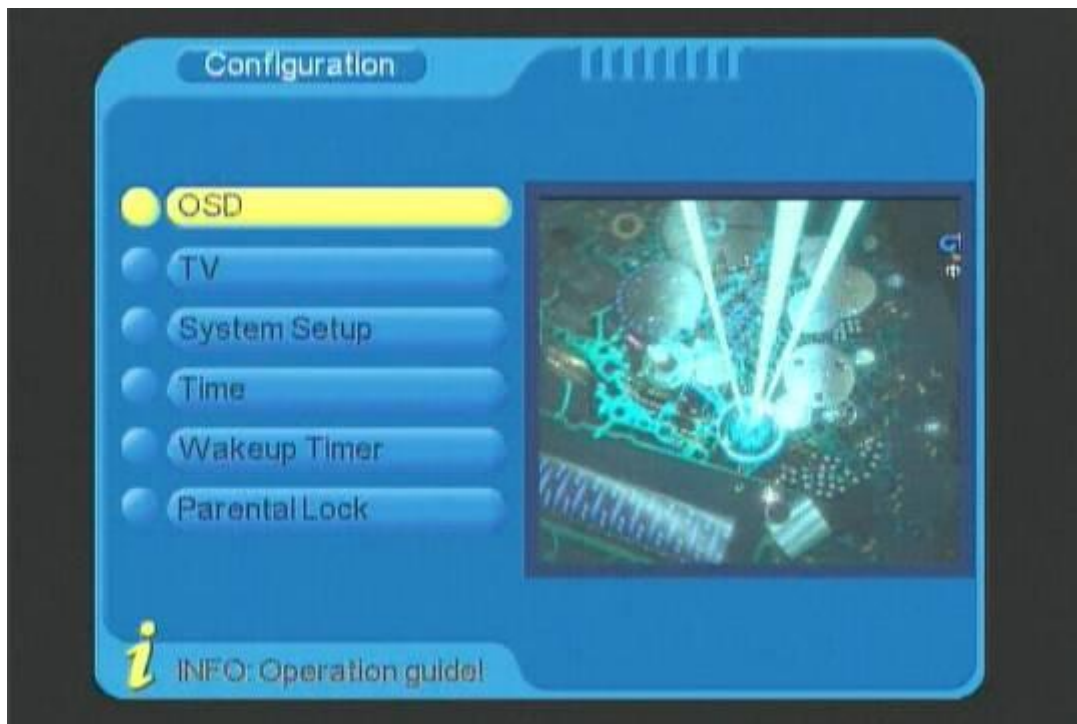 Configuration
OSD
TV
System Setup
Time
Wakeup Timer
Parental Lock
INFO: Operation guide!